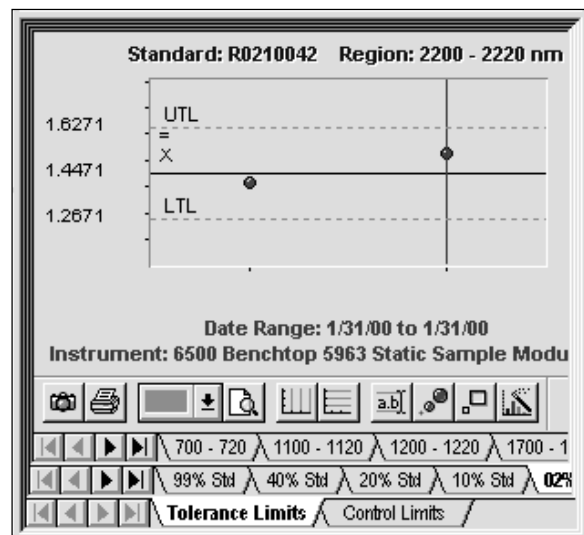 Standard: R0210042 Region: 2200 - 2220 nm
1.6271
UTL
=
X
1.4471
1.2671
LTL
Date Range: 1/31/00 to 1/31/00
Instrument: 6500 Benchtop 5963 Static Sample Modu
a.b
700 - 720 1100 - 1120 1200 - 1220 1700 - 1
99% Std 40% Std 20% Std 10% Std 02%
Tolerance Limits Control Limits